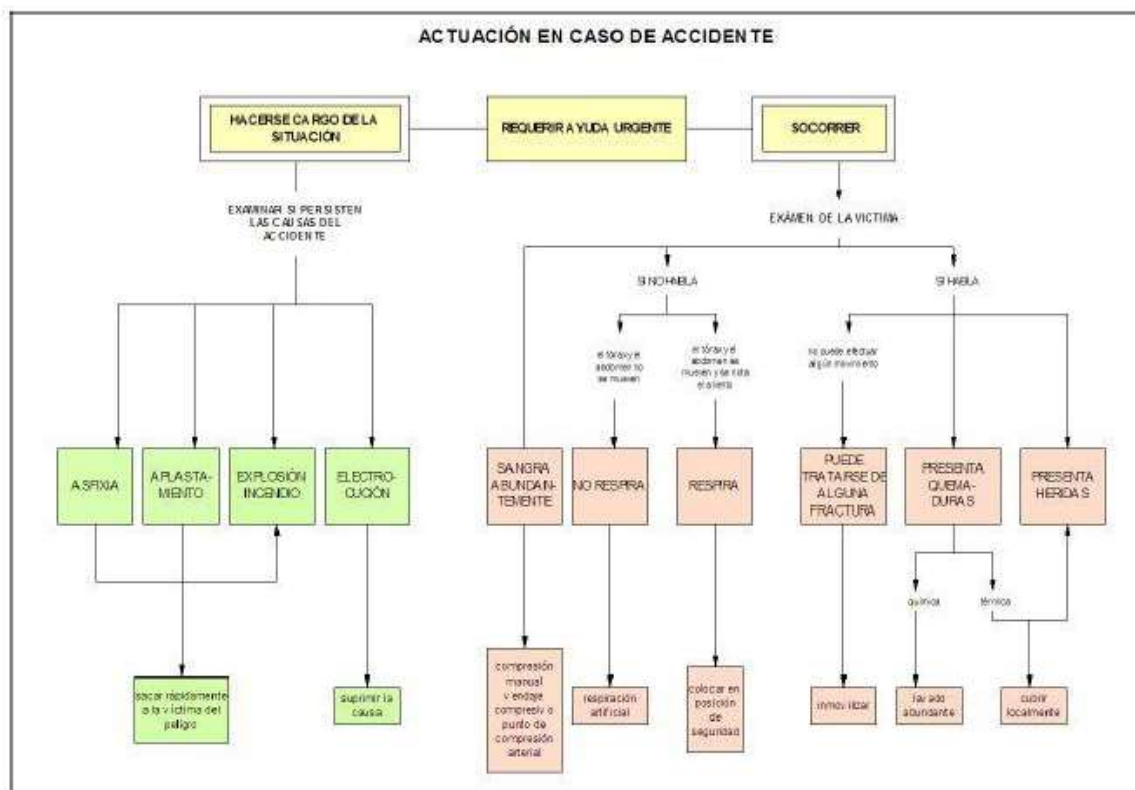 ACTUACIÓN EN CASO DE ACCIDENTE
HACERSE CARGO DE LA
SITUACIÓN
REQUERIR AYUDA URGENTE
SOCORRER
EXAMINAR SI PERSISTEN
LAS CAUSAS DEL
ACCIDENTE
EXÁMEN DE LA VICTIMA
SI NO HABLA
SI HABLA
el tórax y el
abdomen no
se mueven
el tórax y el
abdomen se
mueven y se nota
el aliento
no puede efectuar
algún movimiento
ASFIXIA
APLASTA-
MIENTO
EXPLOSIÓN
INCENDIO
ELECTRO-
CUCIÓN
SANGRA
ABUNDAIN-
TEMENTE
NO RESPIRA
RESPIRA
PUEDE
TRATARSE DE
ALGUNA
FRACTURA
PRESENTA
QUEMA-
DURAS
PRESENTA
HERIDAS
química
térmica
sacar rápidamente
a la víctima del
peligro
suprimir la
causa
compresión
manual
vendaje
compresivo
punto de
compresión
arterial
respiración
artificial
colocar en
posición
de
seguridad
inmovilizar
lavado
abundante
cubrir
localmente